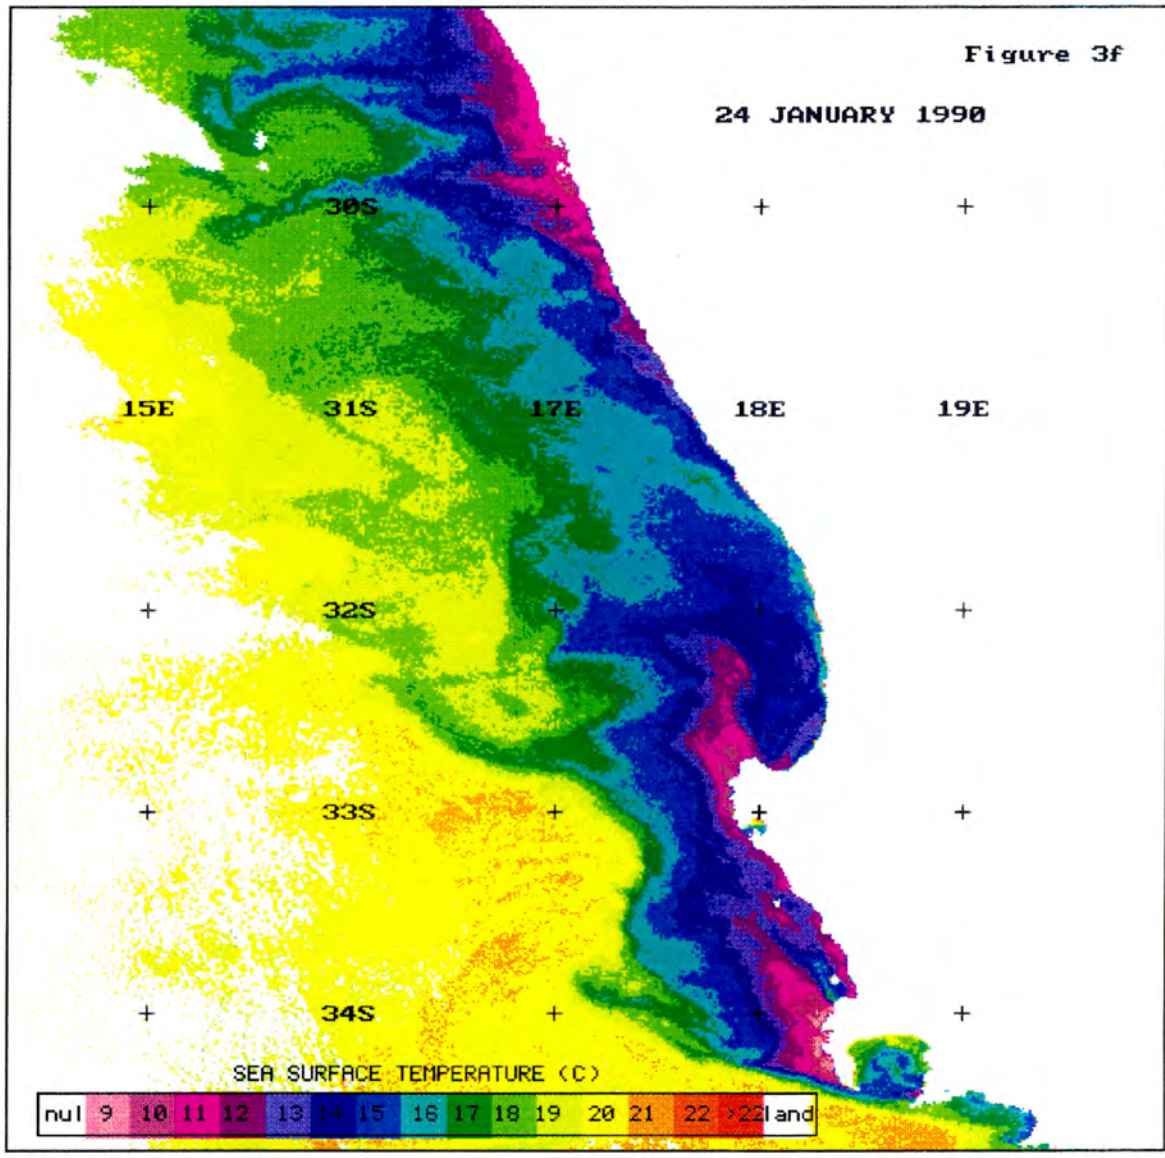 Figure 3f
24 JANUARY 1990
30S
15E 31S 17E 18E 19E
32S
33S
34S
SEA SURFACE TEMPERATURE (C)
nul 9 10 11 12 13 14 15 16 17 18 19 20 21 22 >22 land